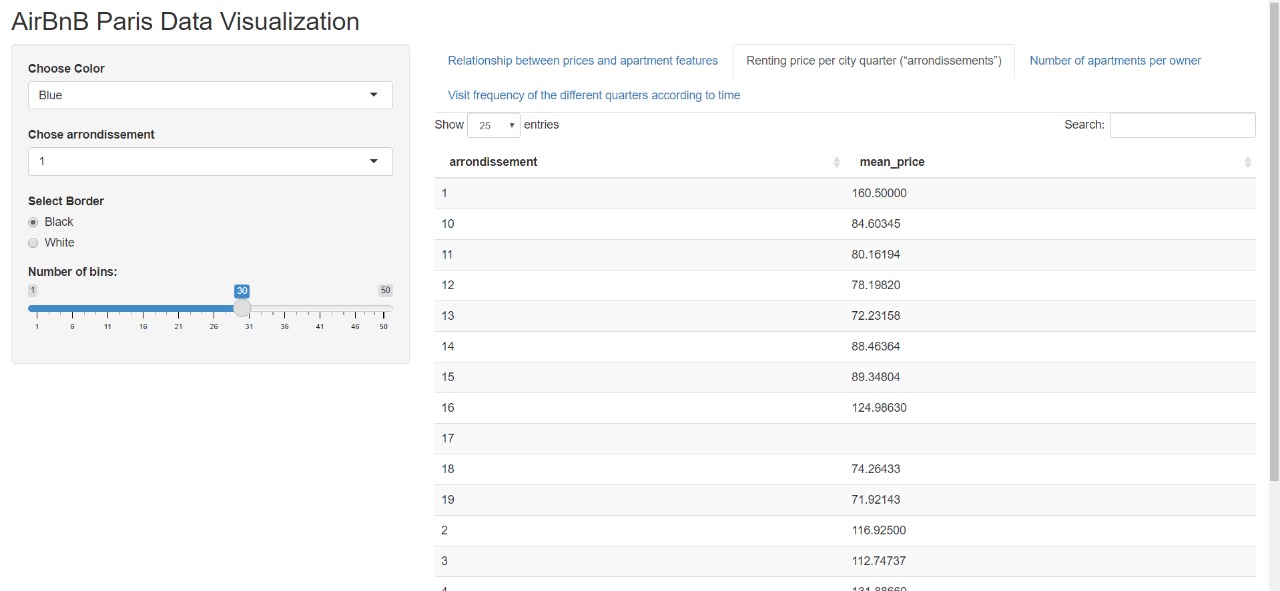 AirBnB Paris Data Visualization
Choose Color
Blue
Chose arrondissement
1
Select Border
Black
White
Number of bins:
1 30 50
1 6 11 16 21 26 31 36 41 46 50
Relationship between prices and apartment features
Renting price per city quarter (“arrondissements”)
Number of apartments per owner
Visit frequency of the different quarters according to time
Show 25 entries
Search:
arrondissement mean_price
1 160.50000
10 84.60345
11 80.16194
12 78.19820
13 72.23158
14 88.46364
15 89.34804
16 124.98630
17
18 74.26433
19 71.92143
2 116.92500
3 112.74737